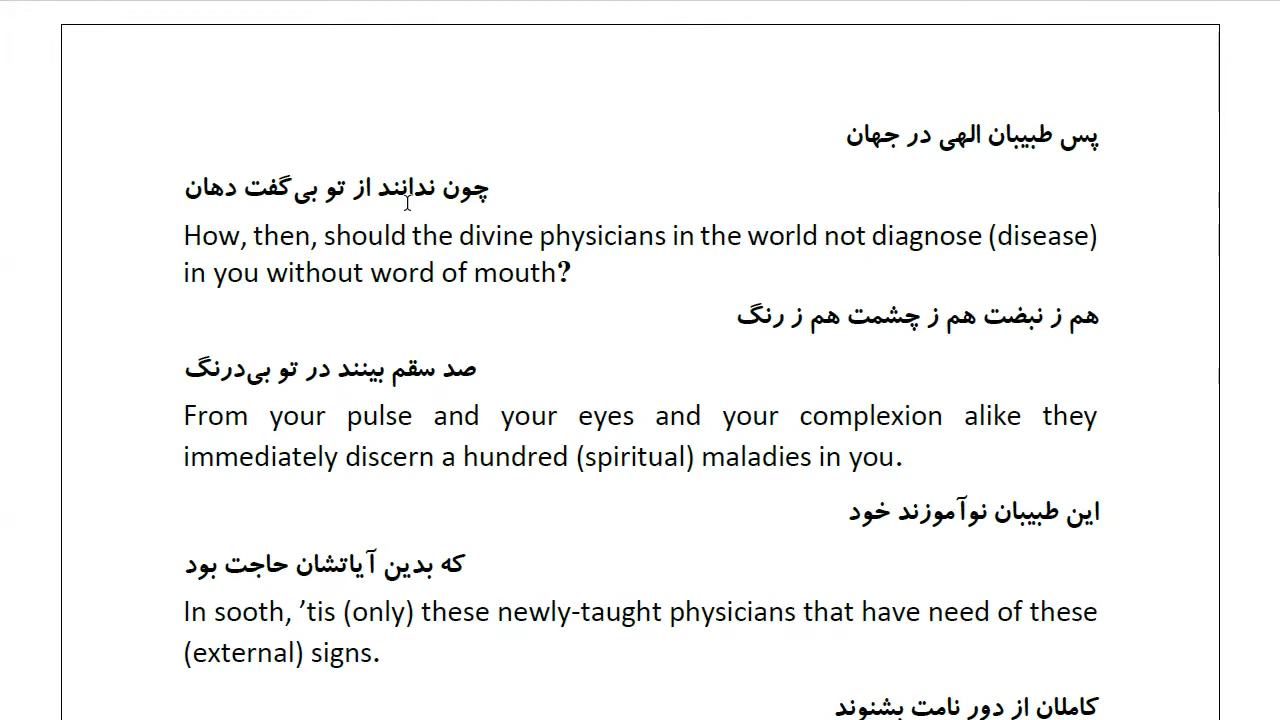 پس طبیبان الهی در جهان
چون ندانند از تو بی‌گفت دهان
How, then, should the divine physicians in the world not diagnose (disease)
in you without word of mouth?
هم ز نبضت هم ز چشمت هم ز رنگ
صد سقم بینند در تو بی‌درنگ
From your pulse and your eyes and your complexion alike they
immediately discern a hundred (spiritual) maladies in you.
این طبیبان نوآموزند خود
که بدین آیاتشان حاجت بود
In sooth, ’tis (only) these newly-taught physicians that have need of these
(external) signs.
کاملان از دور نامت بشنوند